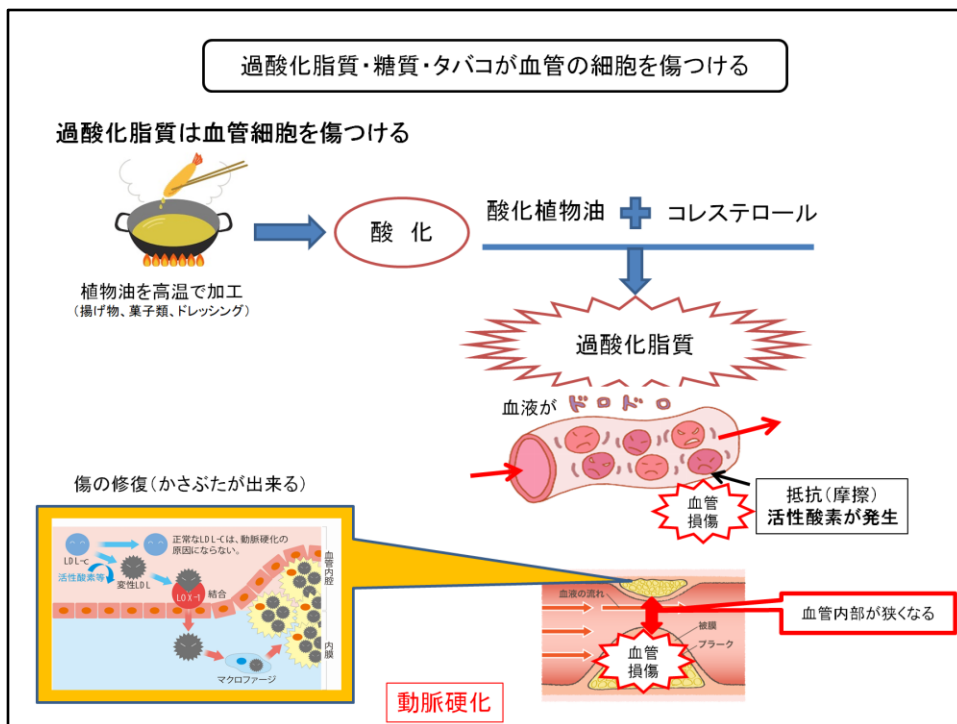 過酸化脂質・糖質・タバコが血管の細胞を傷つける
過酸化脂質は血管細胞を傷つける
植物油を高温で加工
(揚げ物、菓子類、ドレッシング)
酸 化
酸化植物油
コレステロール
過酸化脂質
血液が ドロドロ
血管
損傷
抵抗(摩擦)
活性酸素が発生
傷の修復(かさぶたが出来る)
正常なLDL-Cは、動脈硬化の
原因にならない。
LDL-c
活性酸素等
変性LDL
LOX-1
結合
マクロファージ
血管内腔
内膜
血液の流れ
被膜
プラーク
血管
損傷
血管内部が狭くなる
動脈硬化